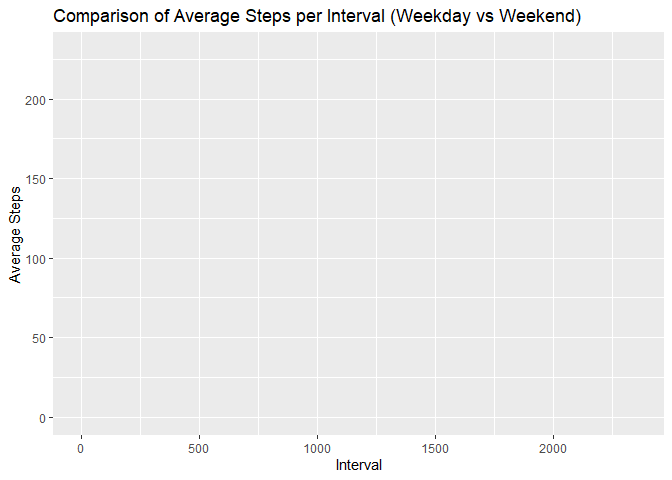 Comparison of Average Steps per Interval (Weekday vs Weekend)
200
150
100
50
0
Average Steps
0 500 1000 1500 2000
Interval